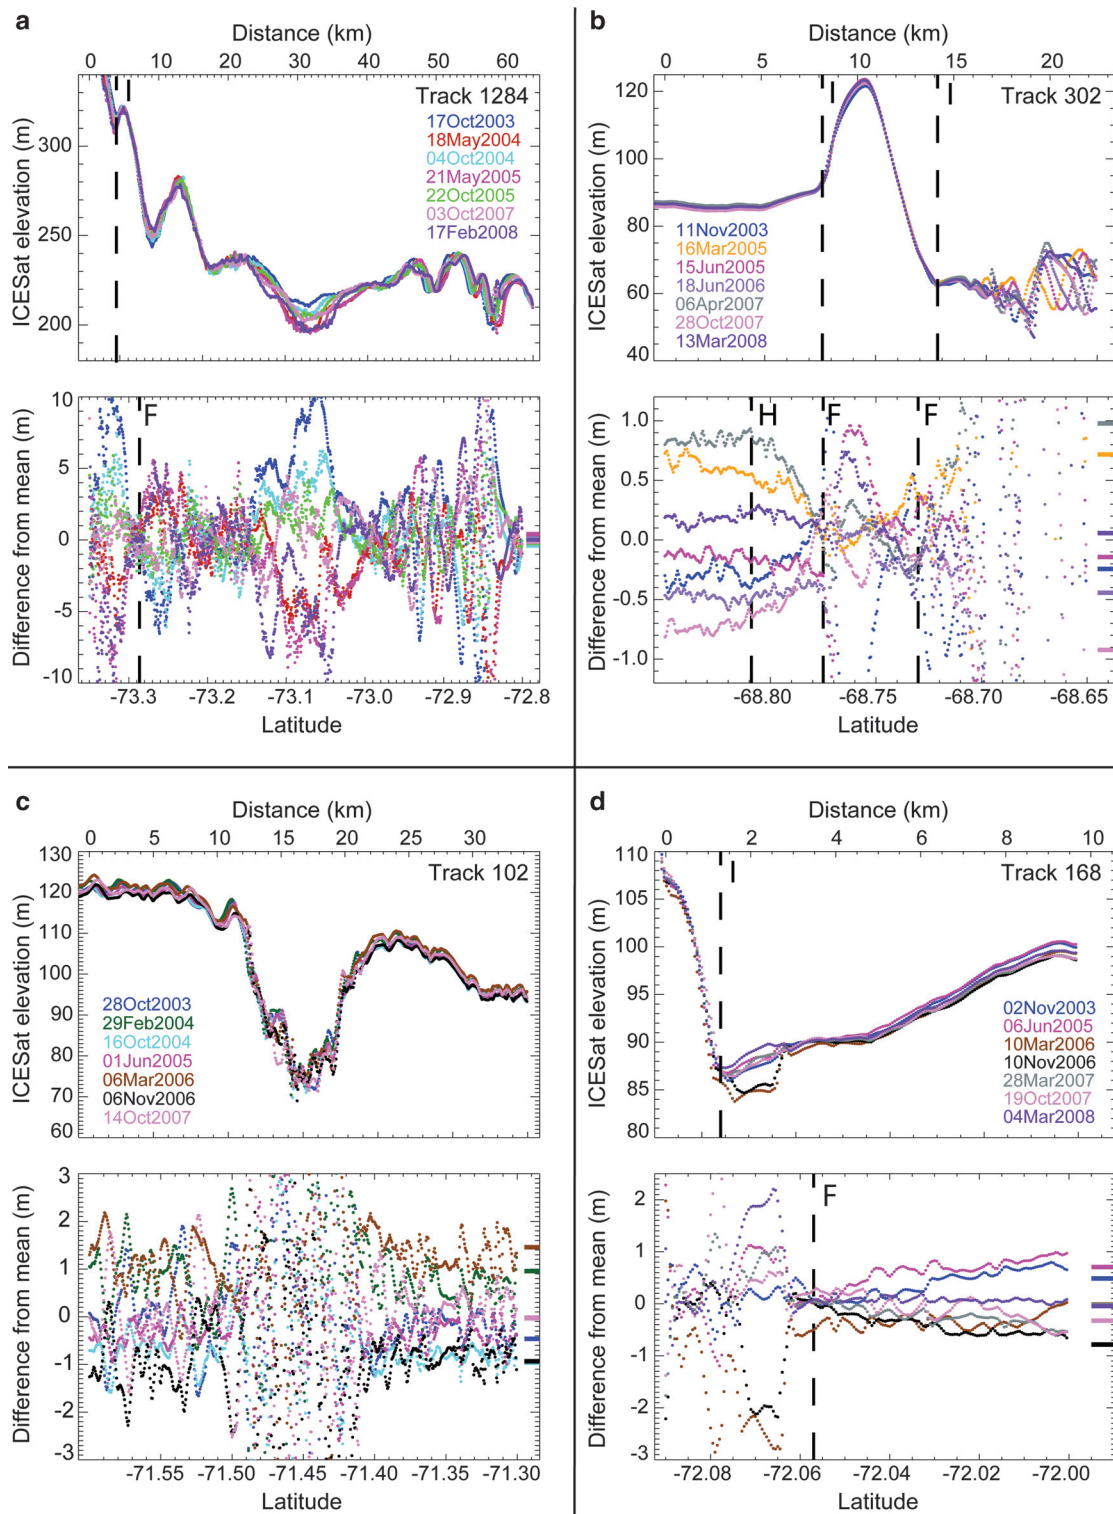 a
Distance (km)
0 10 20 30 40 50 60
ICESat elevation (m)
300
250
200
I
Track 1284
17Oct2003
18May2004
04Oct2004
21May2005
22Oct2005
03Oct2007
17Feb2008
Difference from mean (m)
10
5
0
-5
-10
F
-73.3 -73.2 -73.1 -73.0 -72.9 -72.8
Latitude
b
Distance (km)
0 5 10 15 20
ICESat elevation (m)
120
100
80
60
40
I I
Track 302
11Nov2003
16Mar2005
15Jun2005
18Jun2006
06Apr2007
28Oct2007
13Mar2008
Difference from mean (m)
1.0
0.5
0.0
-0.5
-1.0
H F F
-68.80 -68.75 -68.70 -68.65
Latitude
c
Distance (km)
0 5 10 15 20 25 30
ICESat elevation (m)
130
120
110
100
90
80
70
60
Track 102
28Oct2003
29Feb2004
16Oct2004
01Jun2005
06Mar2006
06Nov2006
14Oct2007
Difference from mean (m)
3
2
1
0
-1
-2
-3
-71.55 -71.50 -71.45 -71.40 -71.35 -71.30
Latitude
d
Distance (km)
0 2 4 6 8 10
ICESat elevation (m)
110
105
100
95
90
85
80
I
Track 168
02Nov2003
06Jun2005
10Mar2006
10Nov2006
28Mar2007
19Oct2007
04Mar2008
Difference from mean (m)
2
1
0
-1
-2
-3
F
-72.08 -72.06 -72.04 -72.02 -72.00
Latitude